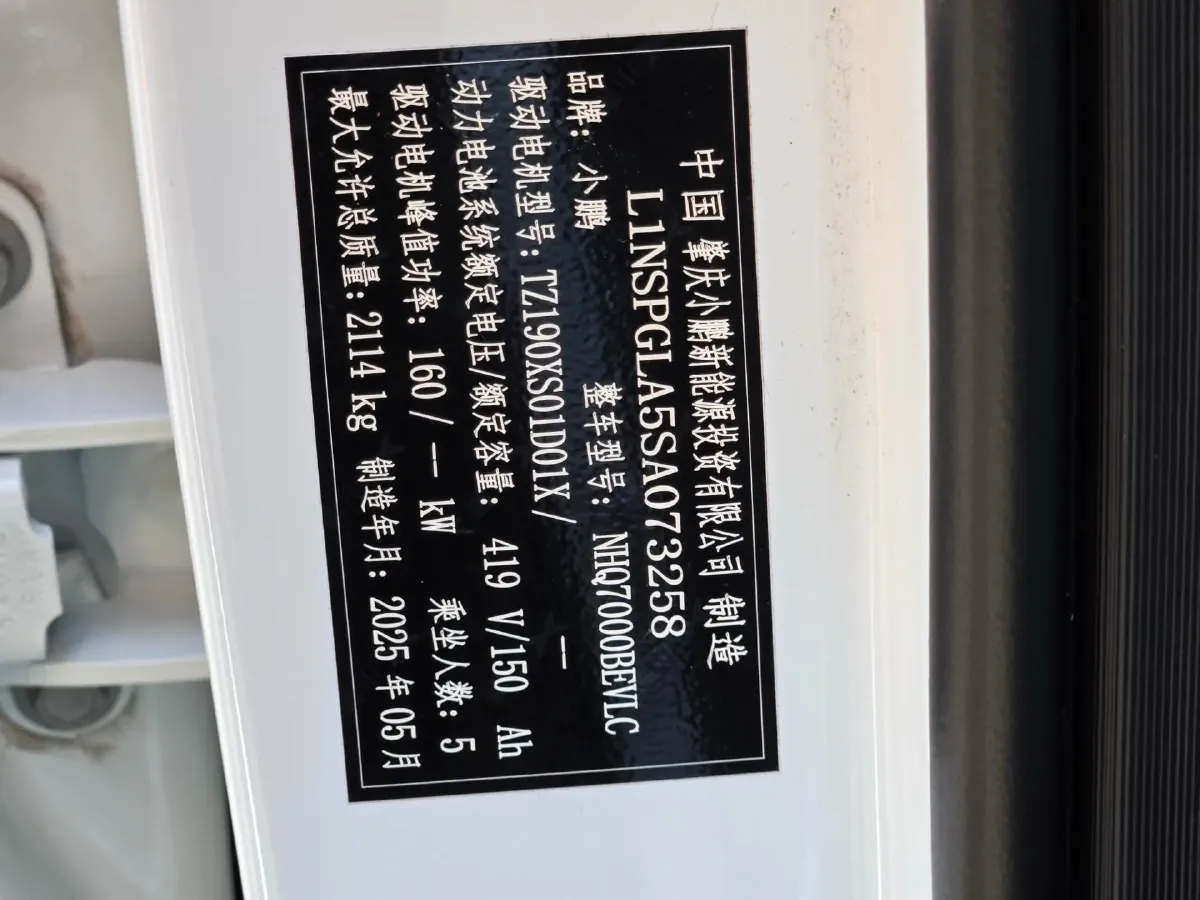 中国 肇庆小鹏新能源投资有限公司 制造
L1NSPGLA5SA073258
品牌: 小鹏 整车型号: NHQ7000BEVLC
驱动电机型号: TZ190XS01D01X/ --
动力电池系统额定电压/额定容量: 419 V/150 Ah
驱动电机峰值功率: 160/ -- kW 乘坐人数: 5
最大允许总质量: 2114 kg 制造年月: 2025 年 05 月